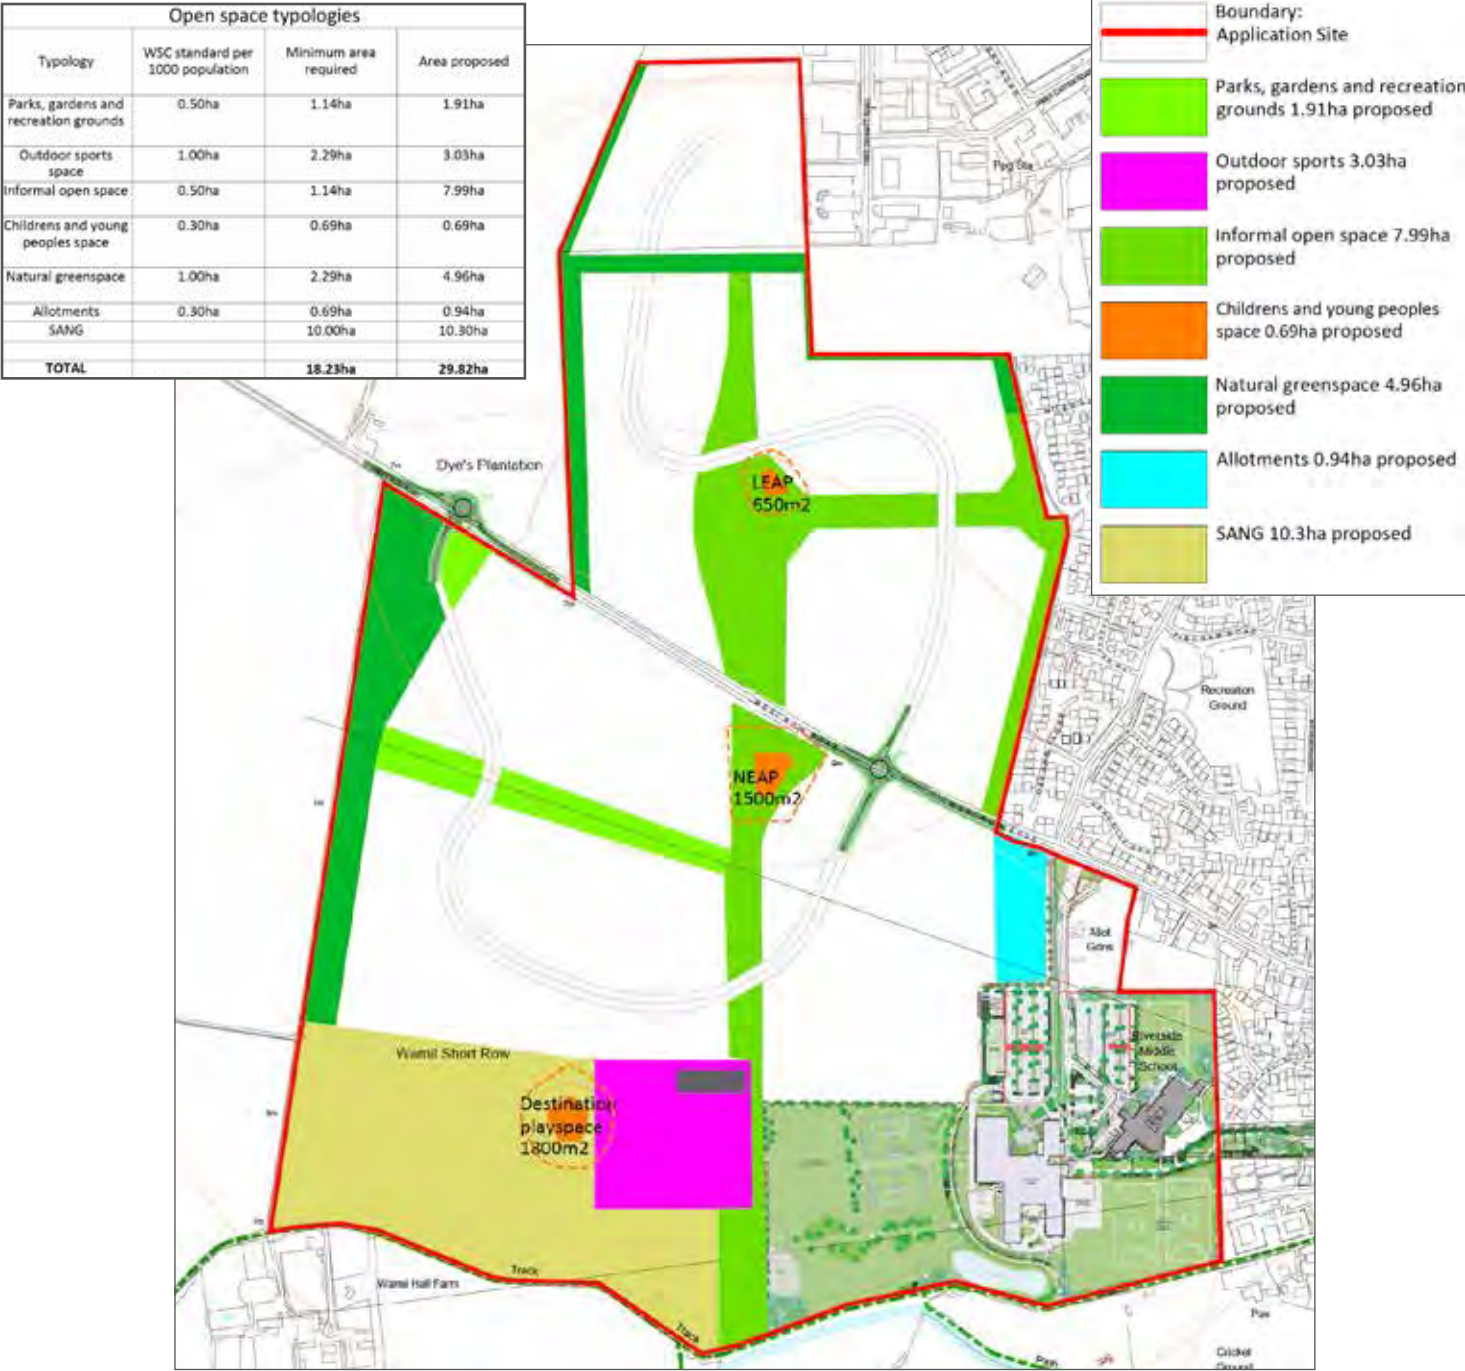 Open space typologies
Typology
WSC standard per
1000 population
Minimum area
required
Area proposed
Parks, gardens and
recreation grounds
0.50ha
1.14ha
1.91ha
Outdoor sports
space
1.00ha
2.29ha
3.03ha
Informal open space
0.50ha
1.14ha
7.99ha
Childrens and young
peoples space
0.30ha
0.69ha
0.69ha
Natural greenspace
1.00ha
2.29ha
4.96ha
Allotments
0.30ha
0.69ha
0.94ha
SANG
10.00ha
10.30ha
TOTAL
18.23ha
29.82ha
Boundary:
Application Site
Parks, gardens and recreation
grounds 1.91ha proposed
Outdoor sports 3.03ha
proposed
Informal open space 7.99ha
proposed
Childrens and young peoples
space 0.69ha proposed
Natural greenspace 4.96ha
proposed
Allotments 0.94ha proposed
SANG 10.3ha proposed
Dye's Plantation
LEAP
650m2
Recreation
Ground
NEAP
1500m2
Allot
Gdns
Riverside
Middle
School
Wamil Short Row
Destination
playspace
1800m2
Wamil Hall Farm
Track
Track
Path
Cricket
Ground